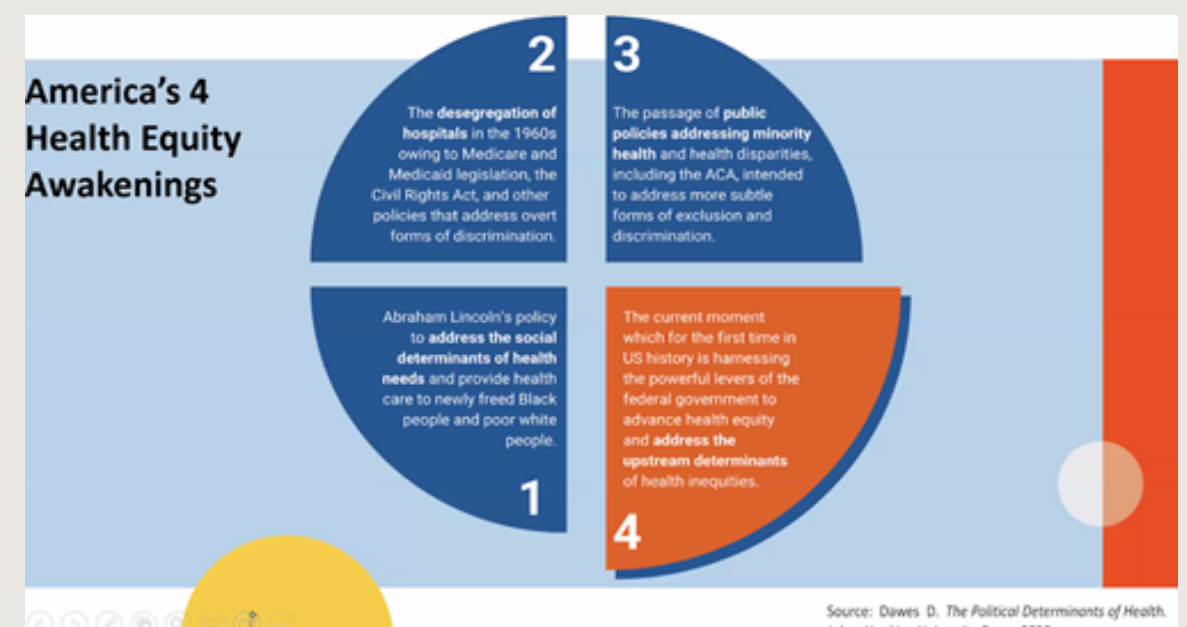 America's 4
Health Equity
Awakenings
2
The desegregation of
hospitals in the 1960s
owing to Medicare and
Medicaid legislation, the
Civil Rights Act, and other
policies that address overt
forms of discrimination.
3
The passage of public
policies addressing minority
health and health disparities,
including the ACA, intended
to address more subtle
forms of exclusion and
discrimination.
Abraham Lincoln's policy
to address the social
determinants of health
needs and provide health
care to newly freed Black
people and poor white
people.
1
The current moment
which for the first time in
US history is harnessing
the powerful levers of the
federal government to
advance health equity
and address the
upstream determinants
of health inequities.
4
Source: Dawes D. The Political Determinants of Health.